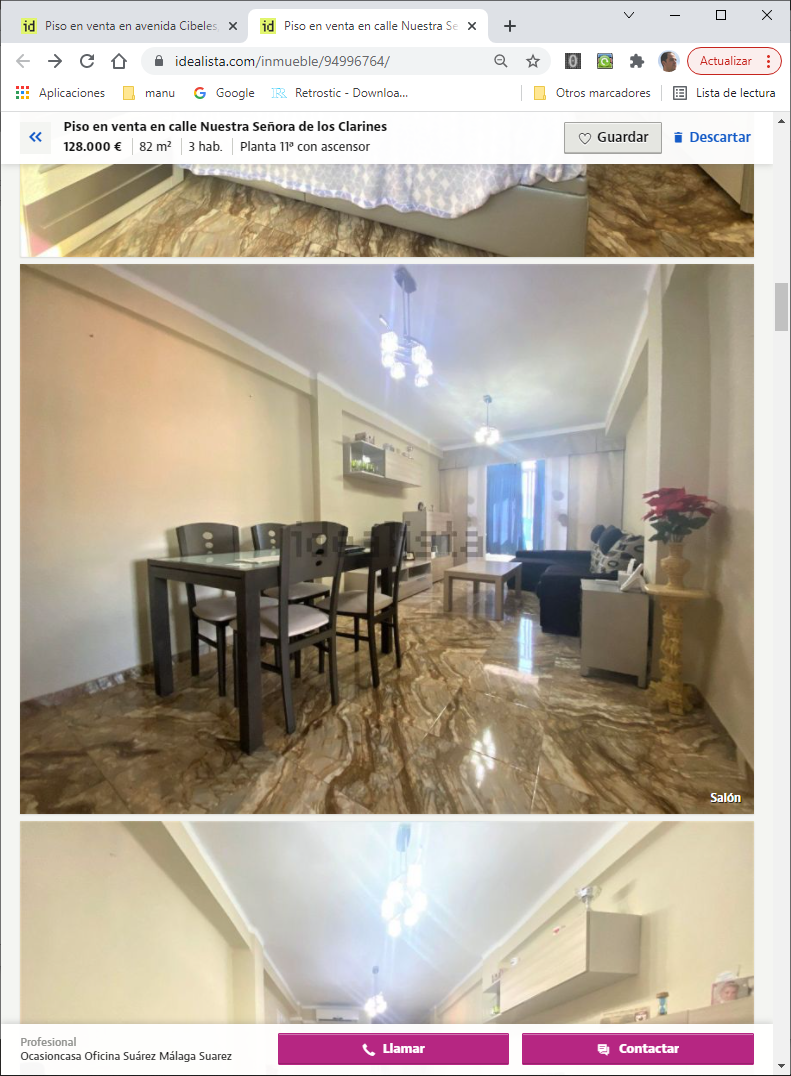 id Piso en venta en avenida Cibeles,
id Piso en venta en calle Nuestra Se
idealista.com/inmueble/94996764/
Actualizar
Aplicaciones
manu
Google
Retrostic - Downloa...
Otros marcadores
Lista de lectura
Piso en venta en calle Nuestra Señora de los Clarines
128.000 € 82 m² 3 hab. Planta 11ª con ascensor
Guardar
Descartar
idealista
Salón
Profesional
Ocasioncasa Oficina Suárez Málaga Suarez
Llamar
Contactar